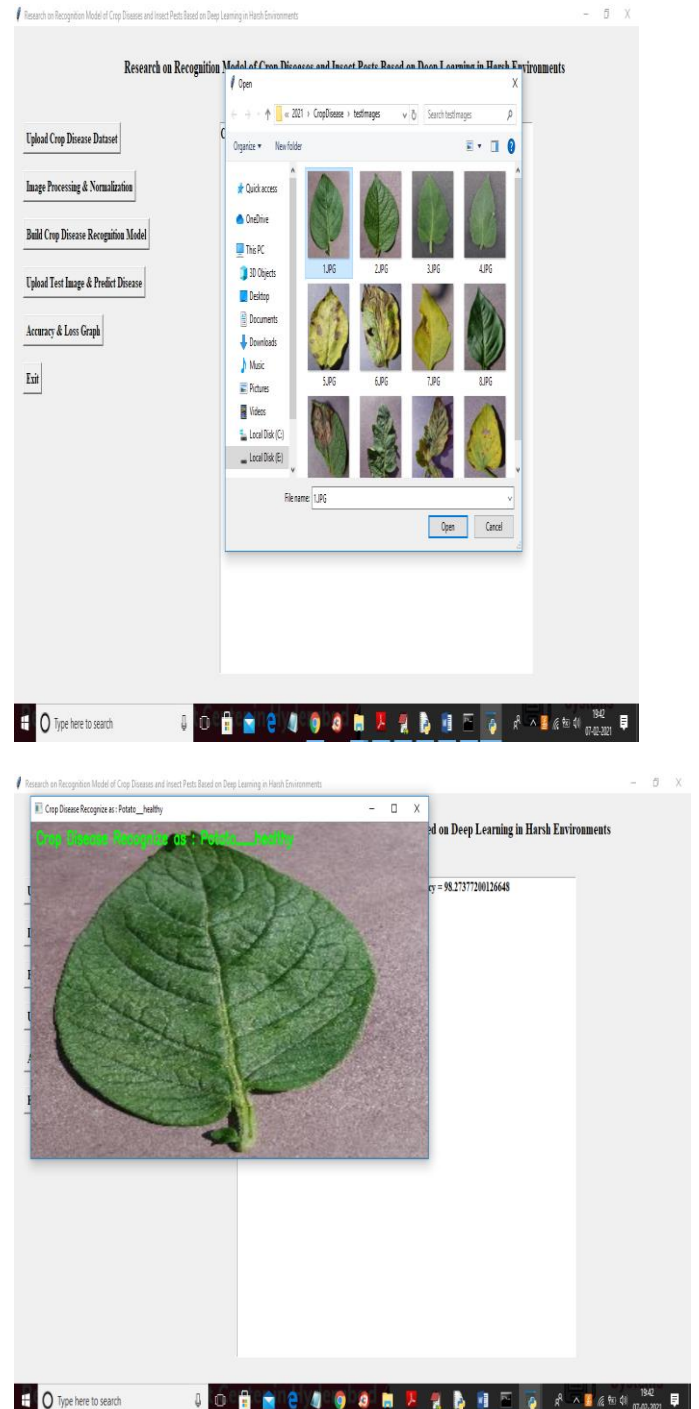 Research on Recognition Model of Crop Diseases and Insect Pests Based on Deep Learning in Harsh Environments
Research on Recognition Model of Crop Diseases and Insect Pests Based on Deep Learning in Harsh Environments
Open
« 2021 › CropDisease › testImages
Search testImages
Organize
New folder
Upload Crop Disease Dataset
Image Processing & Normalization
Build Crop Disease Recognition Model
Upload Test Image & Predict Disease
Accuracy & Loss Graph
Exit
Quick access
OneDrive
This PC
3D Objects
Desktop
Documents
Downloads
Music
Pictures
Videos
Local Disk (C:)
Local Disk (E:)
1.JPG 2.JPG 3.JPG 4.JPG
5.JPG 6.JPG 7.JPG 8.JPG
File name: 1.JPG
Open Cancel
Type here to search
19:42
07-02-2021
Research on Recognition Model of Crop Diseases and Insect Pests Based on Deep Learning in Harsh Environments
Crop Disease Recognize as : Potato__healthy
ed on Deep Learning in Harsh Environments
Crop Disease Recognize as : Potato___healthy
cy = 98.27377200126648
Type here to search
19:42
07-02-2021